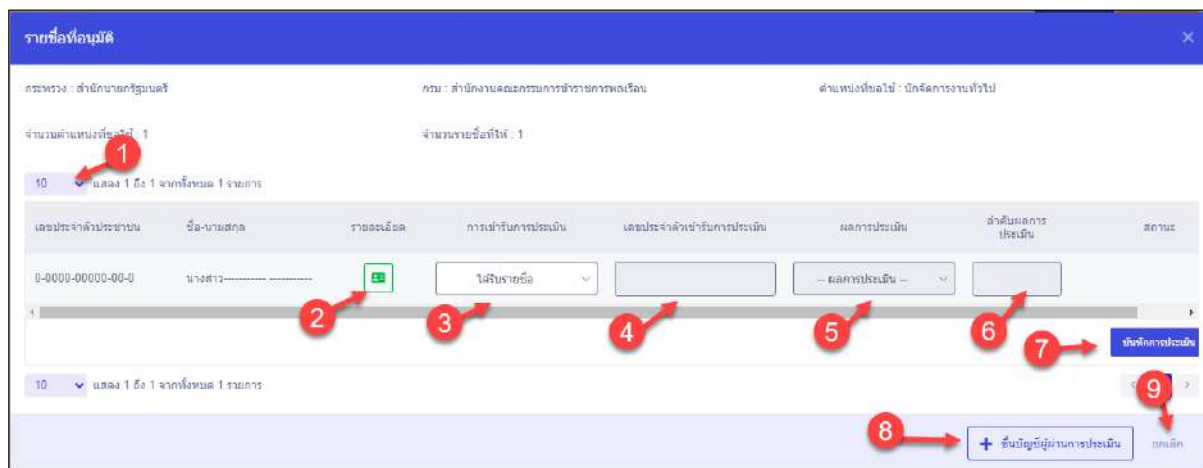 รายชื่อที่อนุมัติ ×
กระทรวง : สำนักนายกรัฐมนตรี กรม : สำนักงานคณะกรรมการข้าราชการพลเรือน ตำแหน่งที่ขอใช้ : นักจัดการงานทั่วไป
จำนวนตำแหน่งที่ขอใช้ : 1 จำนวนรายชื่อที่ให้ : 1
1
10 แสดง 1 ถึง 1 จากทั้งหมด 1 รายการ
เลขประจำตัวประชาชน ชื่อ-นามสกุล รายละเอียด การเข้ารับการประเมิน เลขประจำตัวเข้ารับการประเมิน ผลการประเมิน ลำดับผลการประเมิน สถานะ
0-0000-00000-00-0 นางสาว------------ ------------ ได้รับรายชื่อ -- ผลการประเมิน --
2 3 4 5 6
7 บันทึกการประเมิน
10 แสดง 1 ถึง 1 จากทั้งหมด 1 รายการ
9
8 + ขึ้นบัญชีผู้ผ่านการประเมิน ยกเลิก